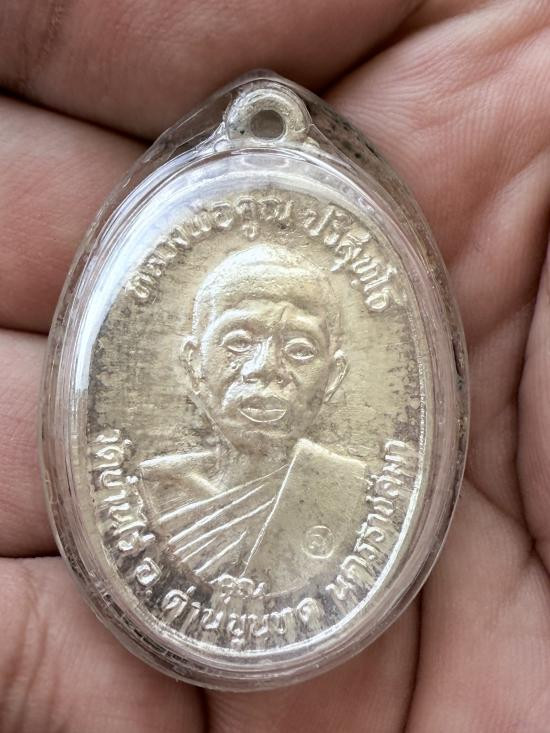 หลวงพ่อคูณ ปริสุทฺโธ
วัดบ้านไร่ อ.ด่านขุนทด นครราชสีมา
คูณ